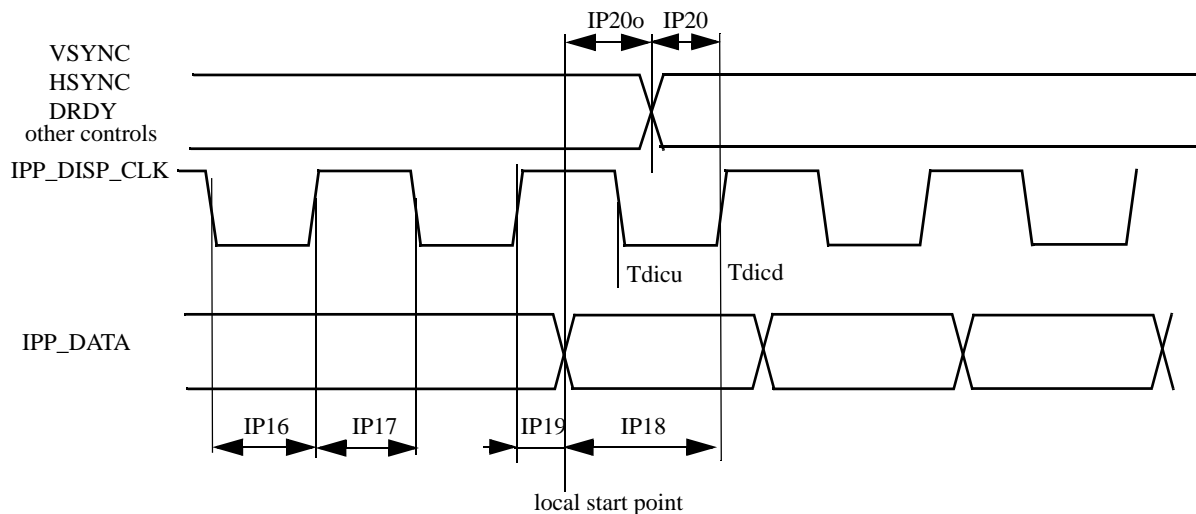 IP20o IP20
VSYNC
HSYNC
DRDY
other controls
IPP_DISP_CLK
Tdicu Tdicd
IPP_DATA
IP16 IP17 IP19 IP18
local start point